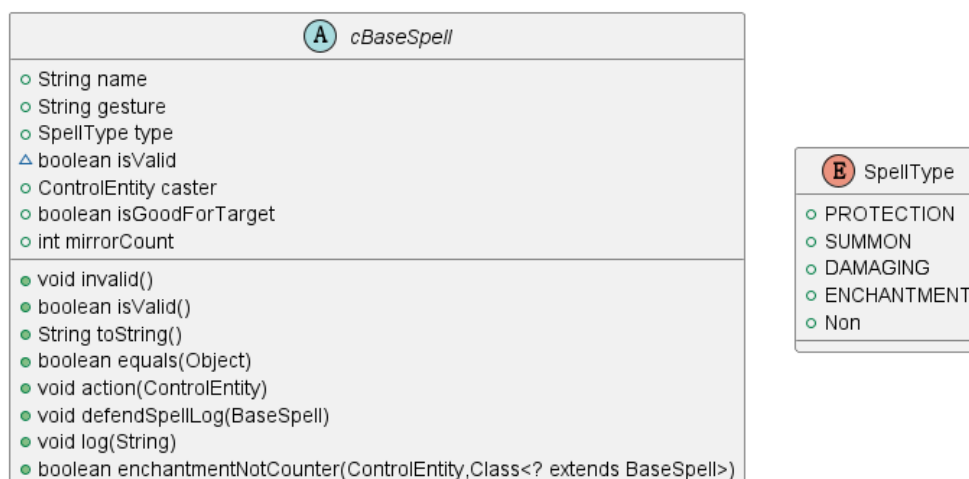 A cBaseSpell
String name
String gesture
SpellType type
boolean isValid
ControlEntity caster
boolean isGoodForTarget
int mirrorCount
void invalid()
boolean isValid()
String toString()
boolean equals(Object)
void action(ControlEntity)
void defendSpellLog(BaseSpell)
void log(String)
boolean enchantmentNotCounter(ControlEntity,Class<? extends BaseSpell>)
E SpellType
PROTECTION
SUMMON
DAMAGING
ENCHANTMENT
Non